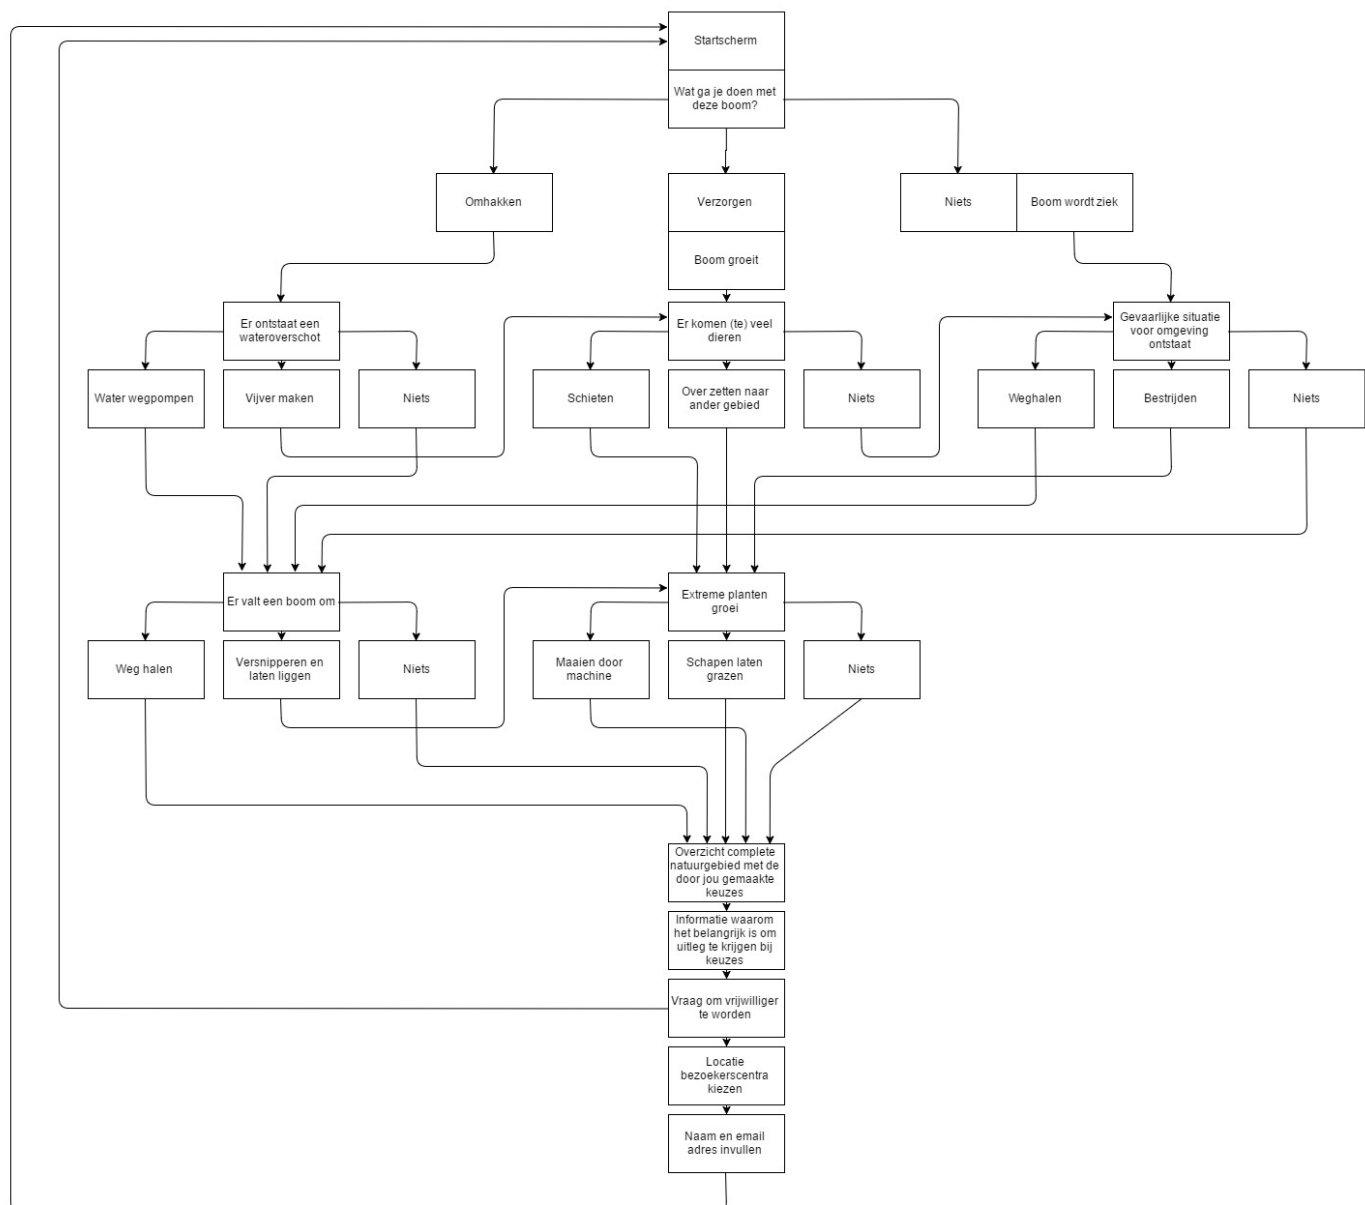 Startscherm
Wat ga je doen met
deze boom?
Omhakken
Verzorgen
Niets
Boom wordt ziek
Boom groeit
Er ontstaat een
wateroverschot
Er komen (te) veel
dieren
Gevaarlijke situatie
voor omgeving
ontstaat
Water wegpompen
Vijver maken
Niets
Schieten
Over zetten naar
ander gebied
Niets
Weghalen
Bestrijden
Niets
Er valt een boom om
Extreme planten
groei
Weg halen
Versnipperen en
laten liggen
Niets
Maaien door
machine
Schapen laten
grazen
Niets
Overzicht complete
natuurgebied met de
door jou gemaakte
keuzes
Informatie waarom
het belangrijk is om
uitleg te krijgen bij
keuzes
Vraag om vrijwilliger
te worden
Locatie
bezoekerscentra
kiezen
Naam en email
adres invullen